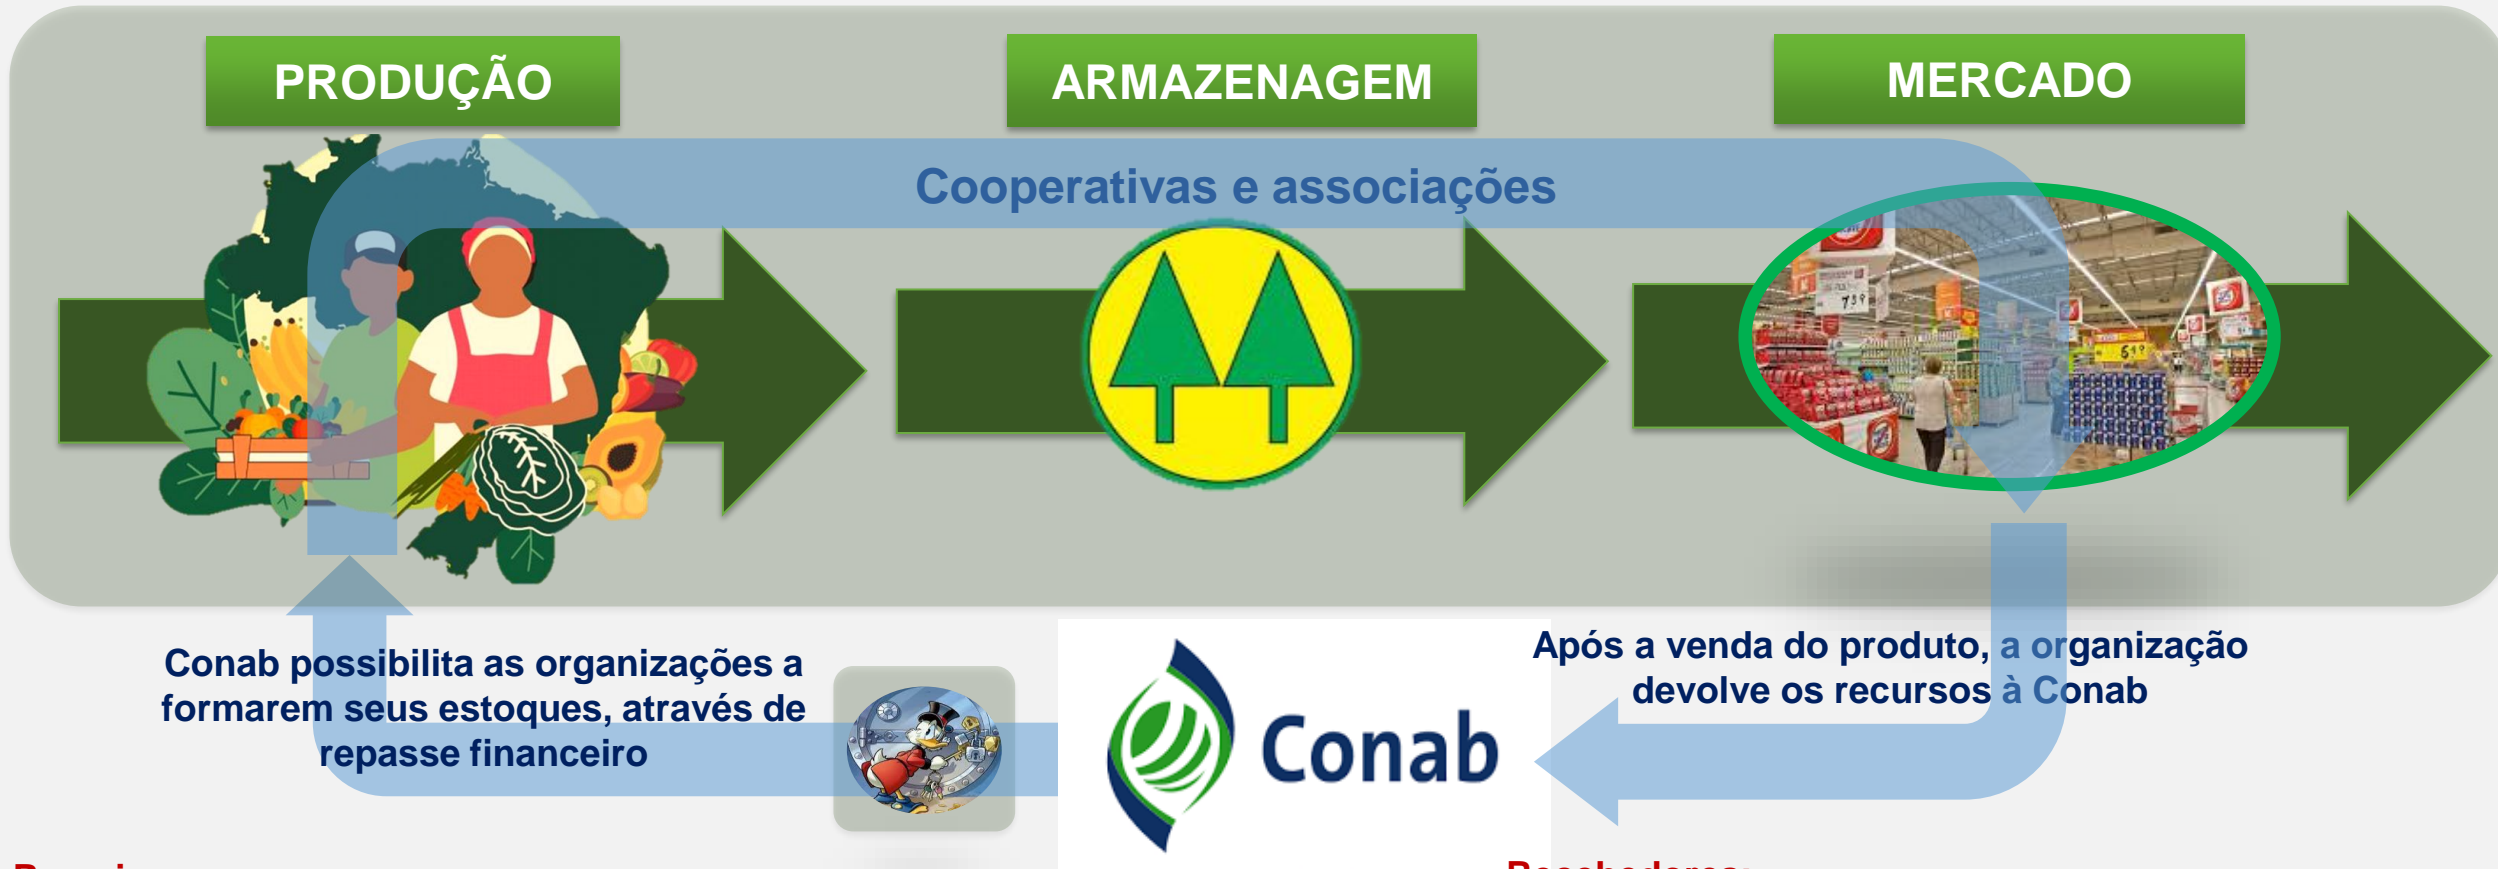 PRODUÇÃO
ARMAZENAGEM
MERCADO
Cooperativas e associações
Conab possibilita as organizações a
formarem seus estoques, através de
repasse financeiro
Conab
Após a venda do produto, a organização
devolve os recursos à Conab